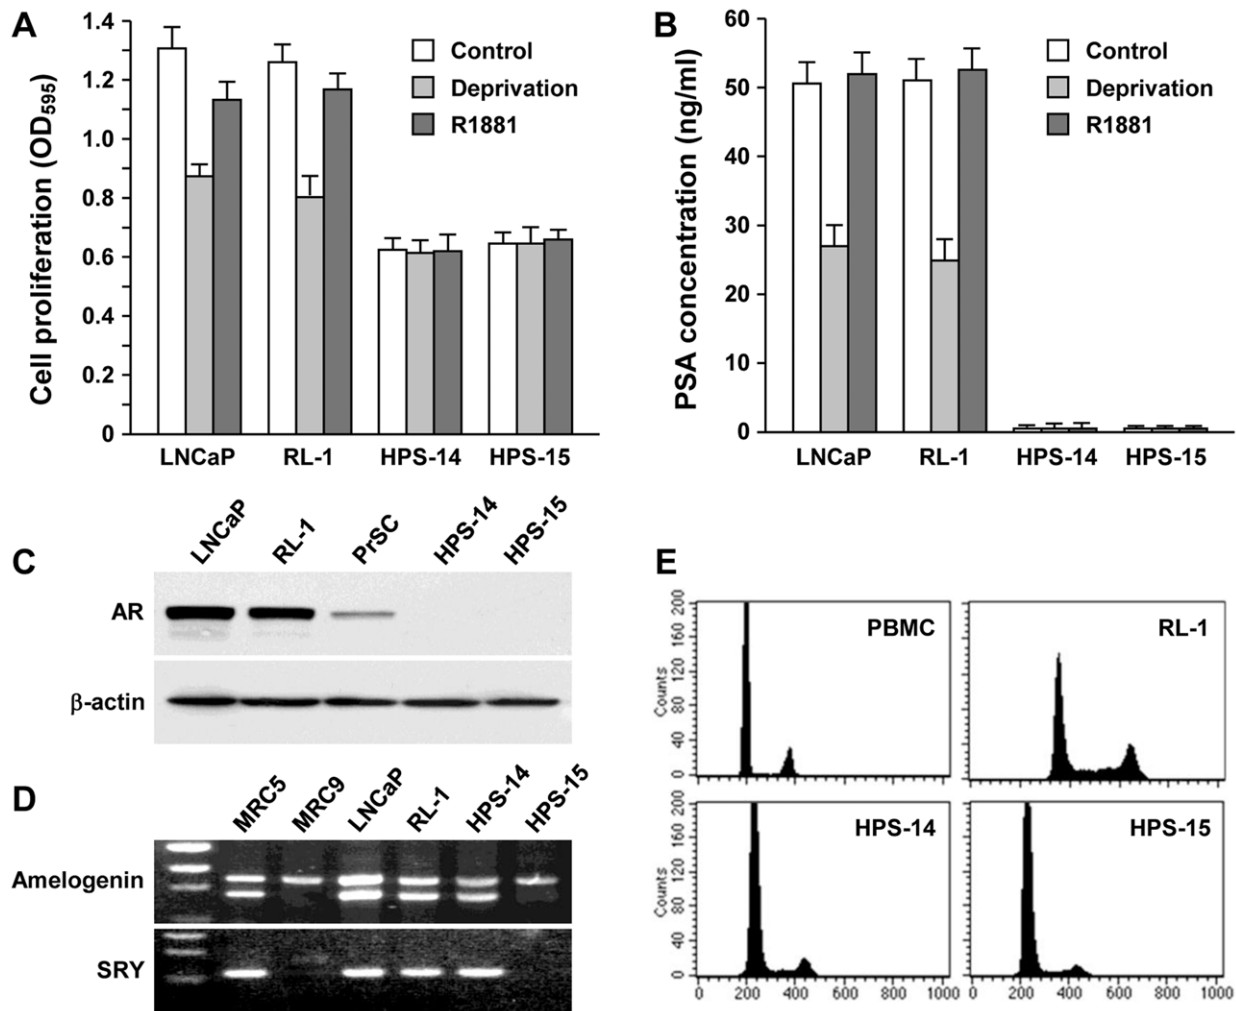 A
Cell proliferation (OD595)
1.4
1.2
1.0
0.8
0.6
0.4
0.2
0
Control
Deprivation
R1881
LNCaP RL-1 HPS-14 HPS-15
B
PSA concentration (ng/ml)
60
50
40
30
20
10
0
Control
Deprivation
R1881
LNCaP RL-1 HPS-14 HPS-15
C
LNCaP RL-1 PrSC HPS-14 HPS-15
AR
β-actin
D
MRC5 MRC9 LNCaP RL-1 HPS-14 HPS-15
Amelogenin
SRY
E
PBMC
Counts
200
160
120
80
40
0
RL-1
HPS-14
Counts
200
160
120
80
40
0
0 200 400 600 800 1000
HPS-15
200 400 600 800 1000